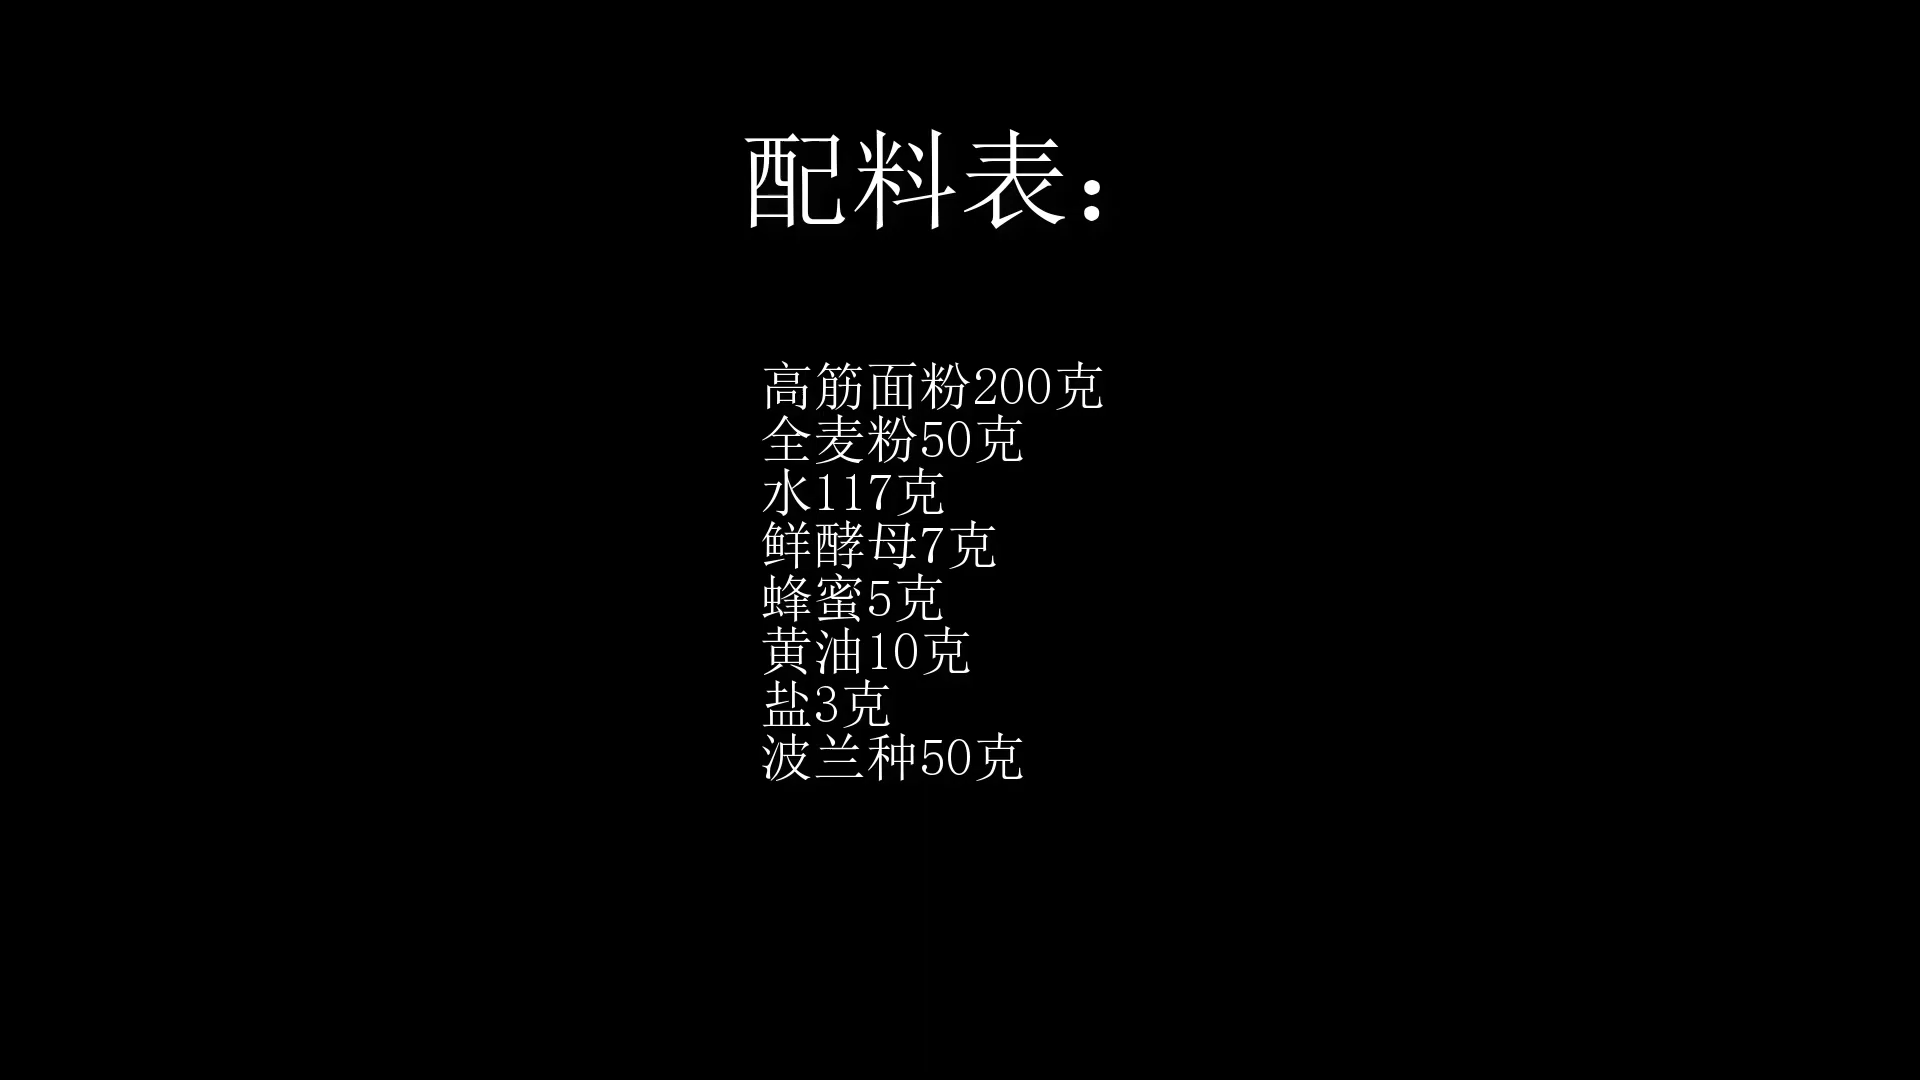 配料表：
高筋面粉200克
全麦粉50克
水117克
鲜酵母7克
蜂蜜5克
黄油10克
盐3克
波兰种50克